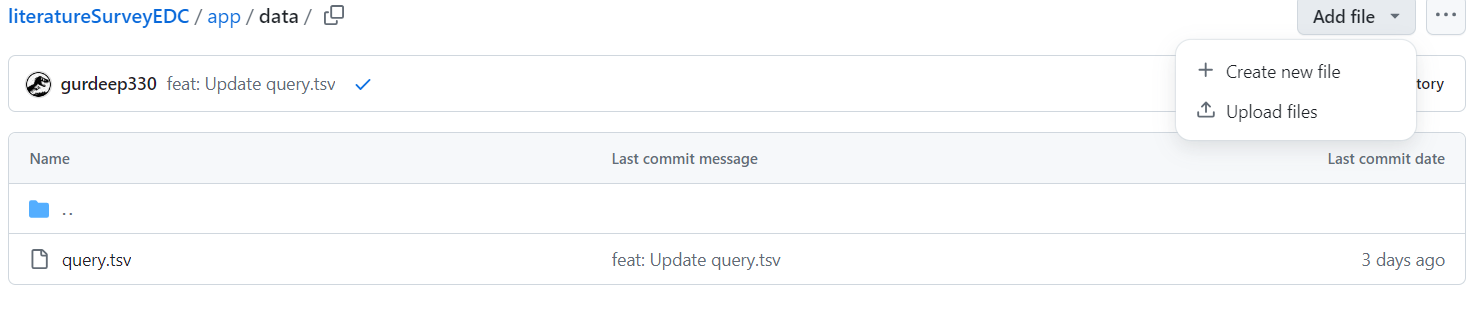 literatureSurveyEDC / app / data /
Add file
Create new file
Upload files
gurdeep330 feat: Update query.tsv
tory
Name Last commit message Last commit date
..
query.tsv feat: Update query.tsv 3 days ago